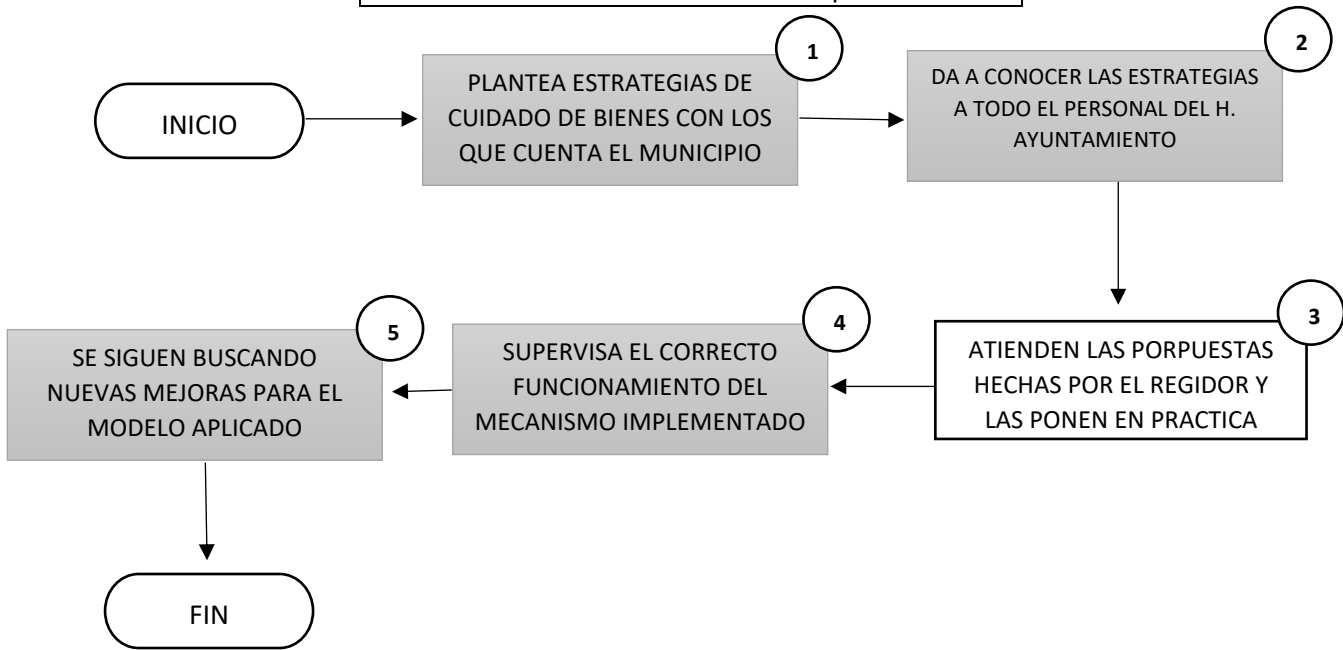 1
PLANTEA ESTRATEGIAS DE
CUIDADO DE BIENES CON LOS
QUE CUENTA EL MUNICIPIO
2
DA A CONOCER LAS ESTRATEGIAS
A TODO EL PERSONAL DEL H.
AYUNTAMIENTO
INICIO
3
ATIENDEN LAS PORPUESTAS
HECHAS POR EL REGIDOR Y
LAS PONEN EN PRACTICA
4
SUPERVISA EL CORRECTO
FUNCIONAMIENTO DEL
MECANISMO IMPLEMENTADO
5
SE SIGUEN BUSCANDO
NUEVAS MEJORAS PARA EL
MODELO APLICADO
FIN